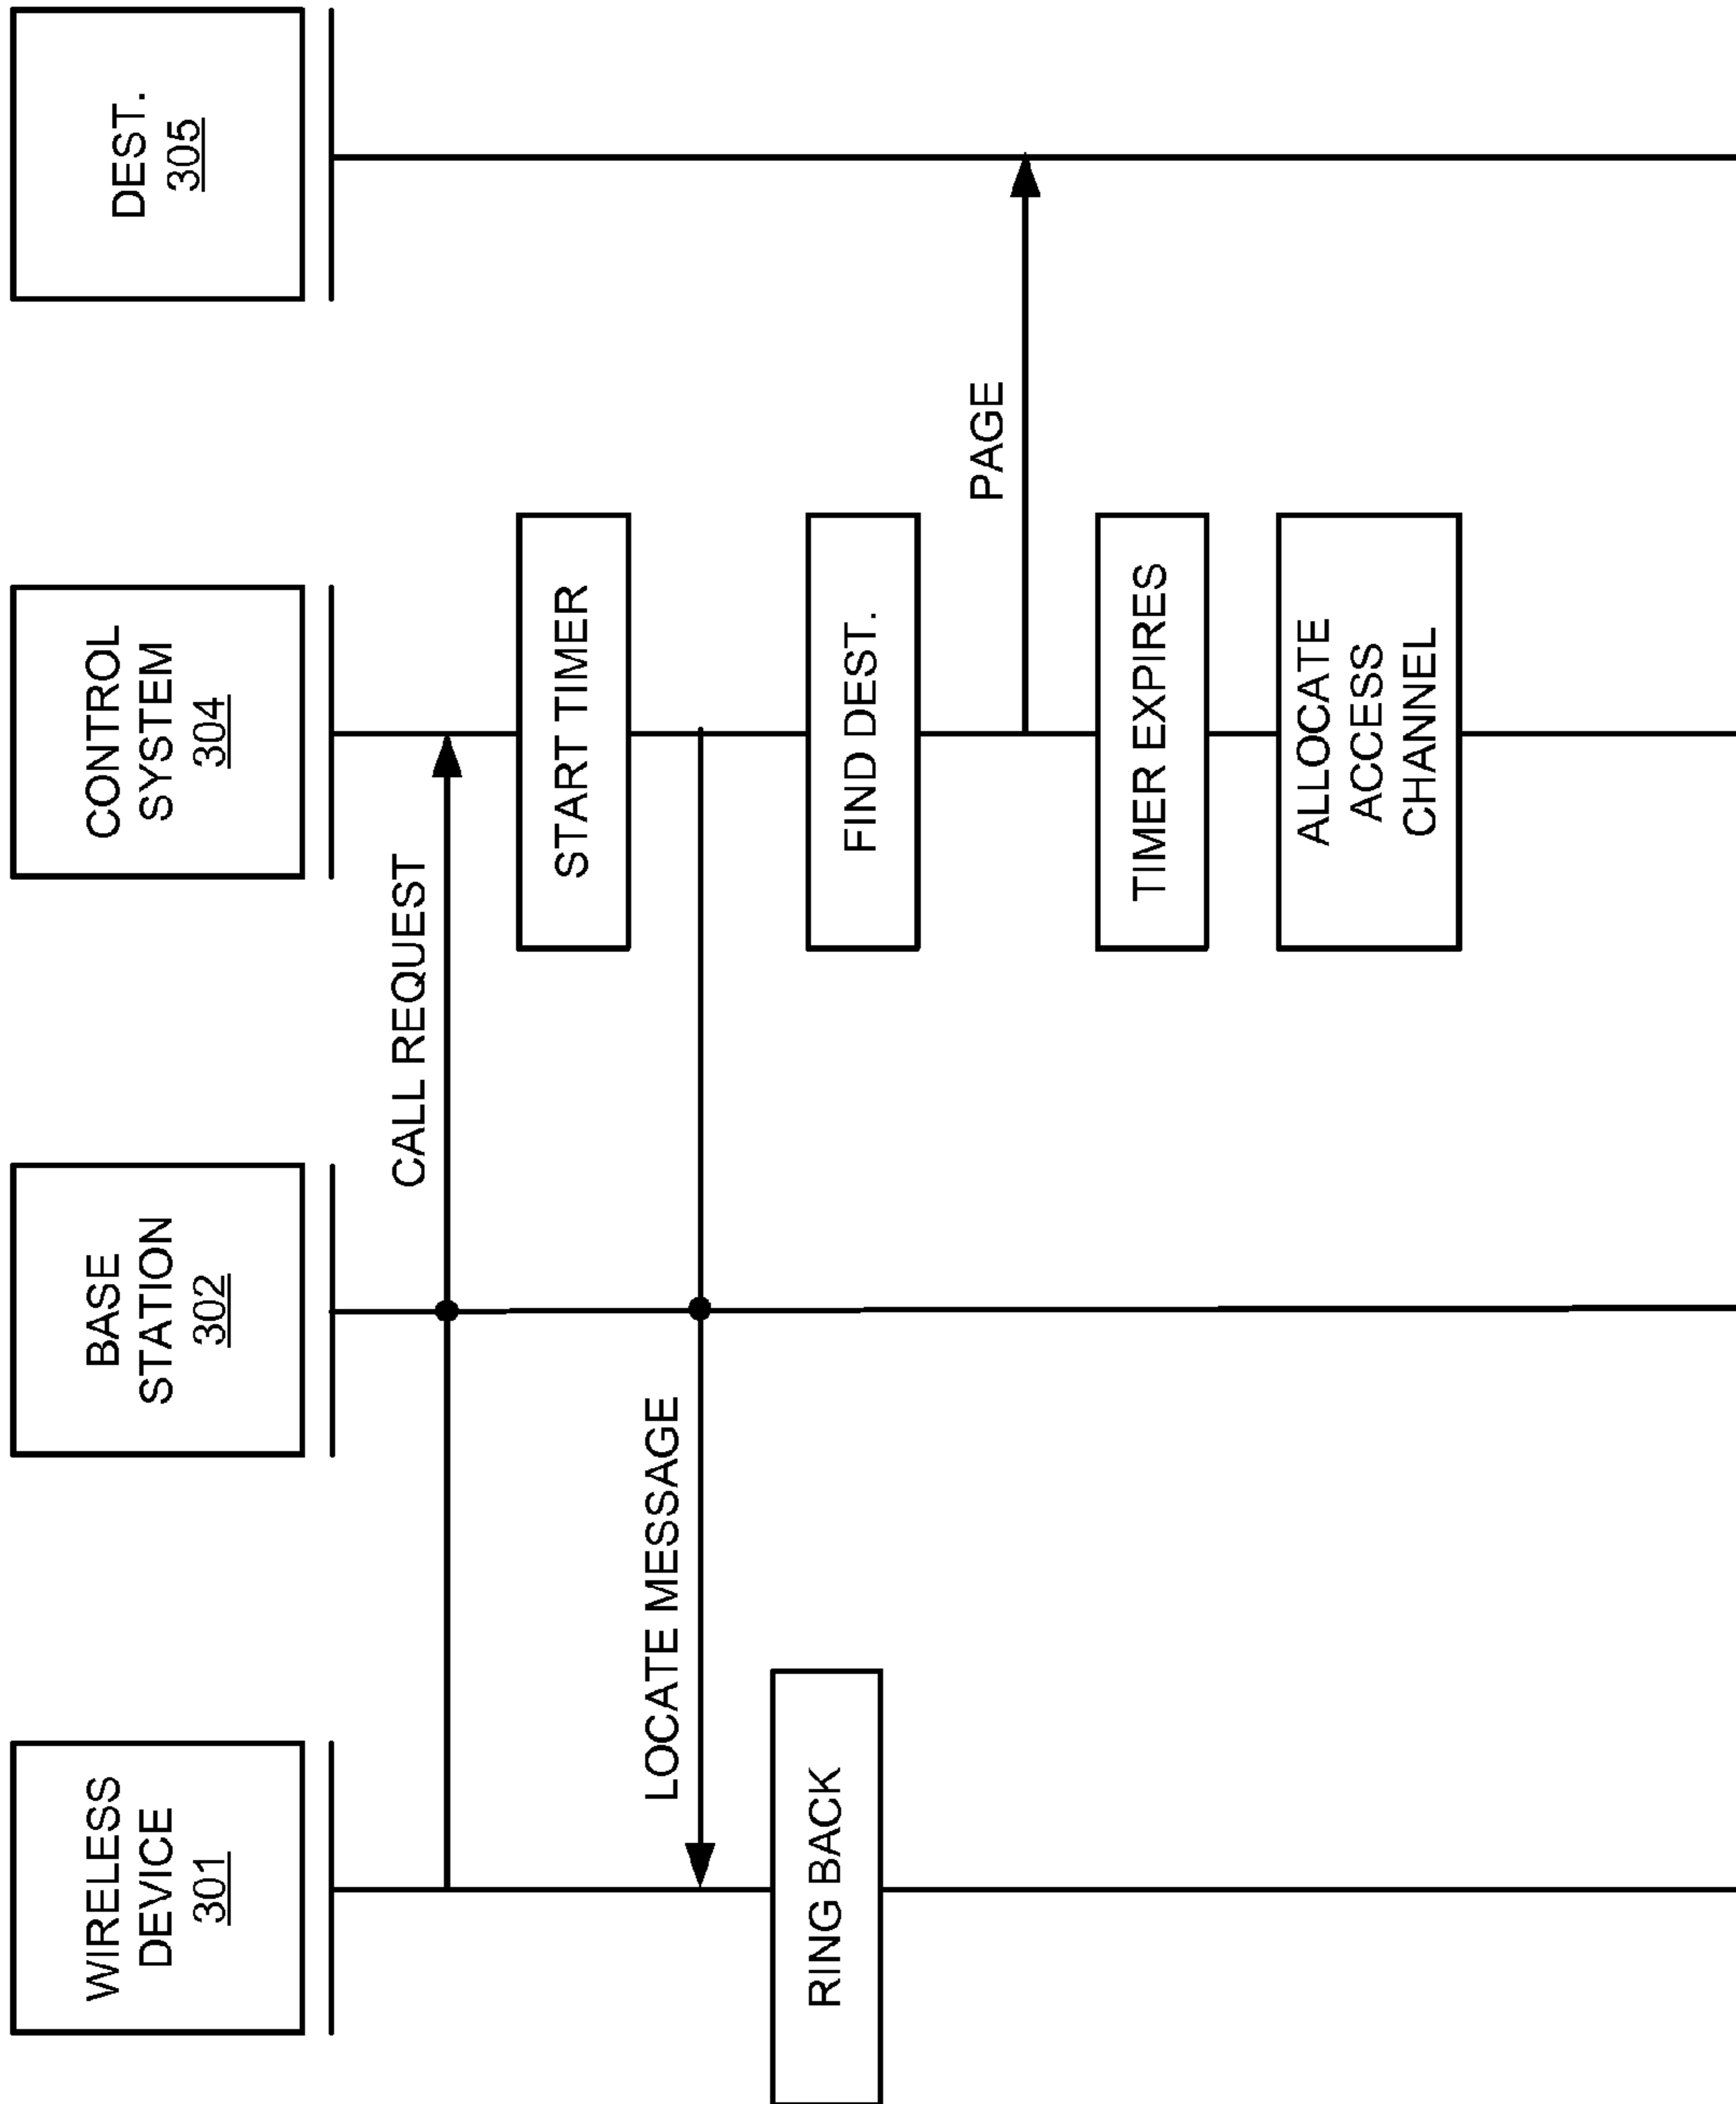 WIRELESS
DEVICE
301
BASE
STATION
302
CONTROL
SYSTEM
304
DEST.
305
CALL REQUEST
START TIMER
LOCATE MESSAGE
RING BACK
FIND DEST.
PAGE
TIMER EXPIRES
ALLOCATE
ACCESS
CHANNEL